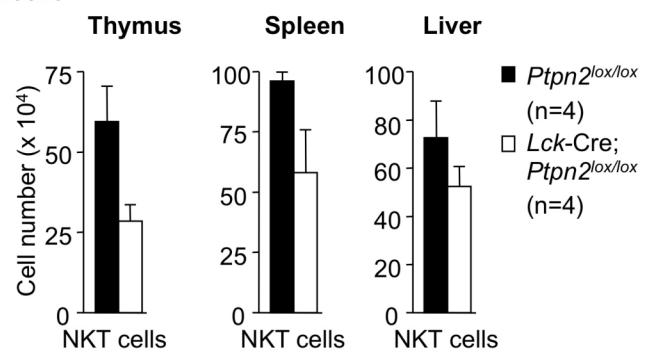 Thymus Spleen Liver
Cell number (x 10⁴)
75
50
25
0
NKT cells
100
75
50
25
0
NKT cells
100
80
60
40
20
0
NKT cells
Ptpn2lox/lox
(n=4)
Lck-Cre;
Ptpn2lox/lox
(n=4)